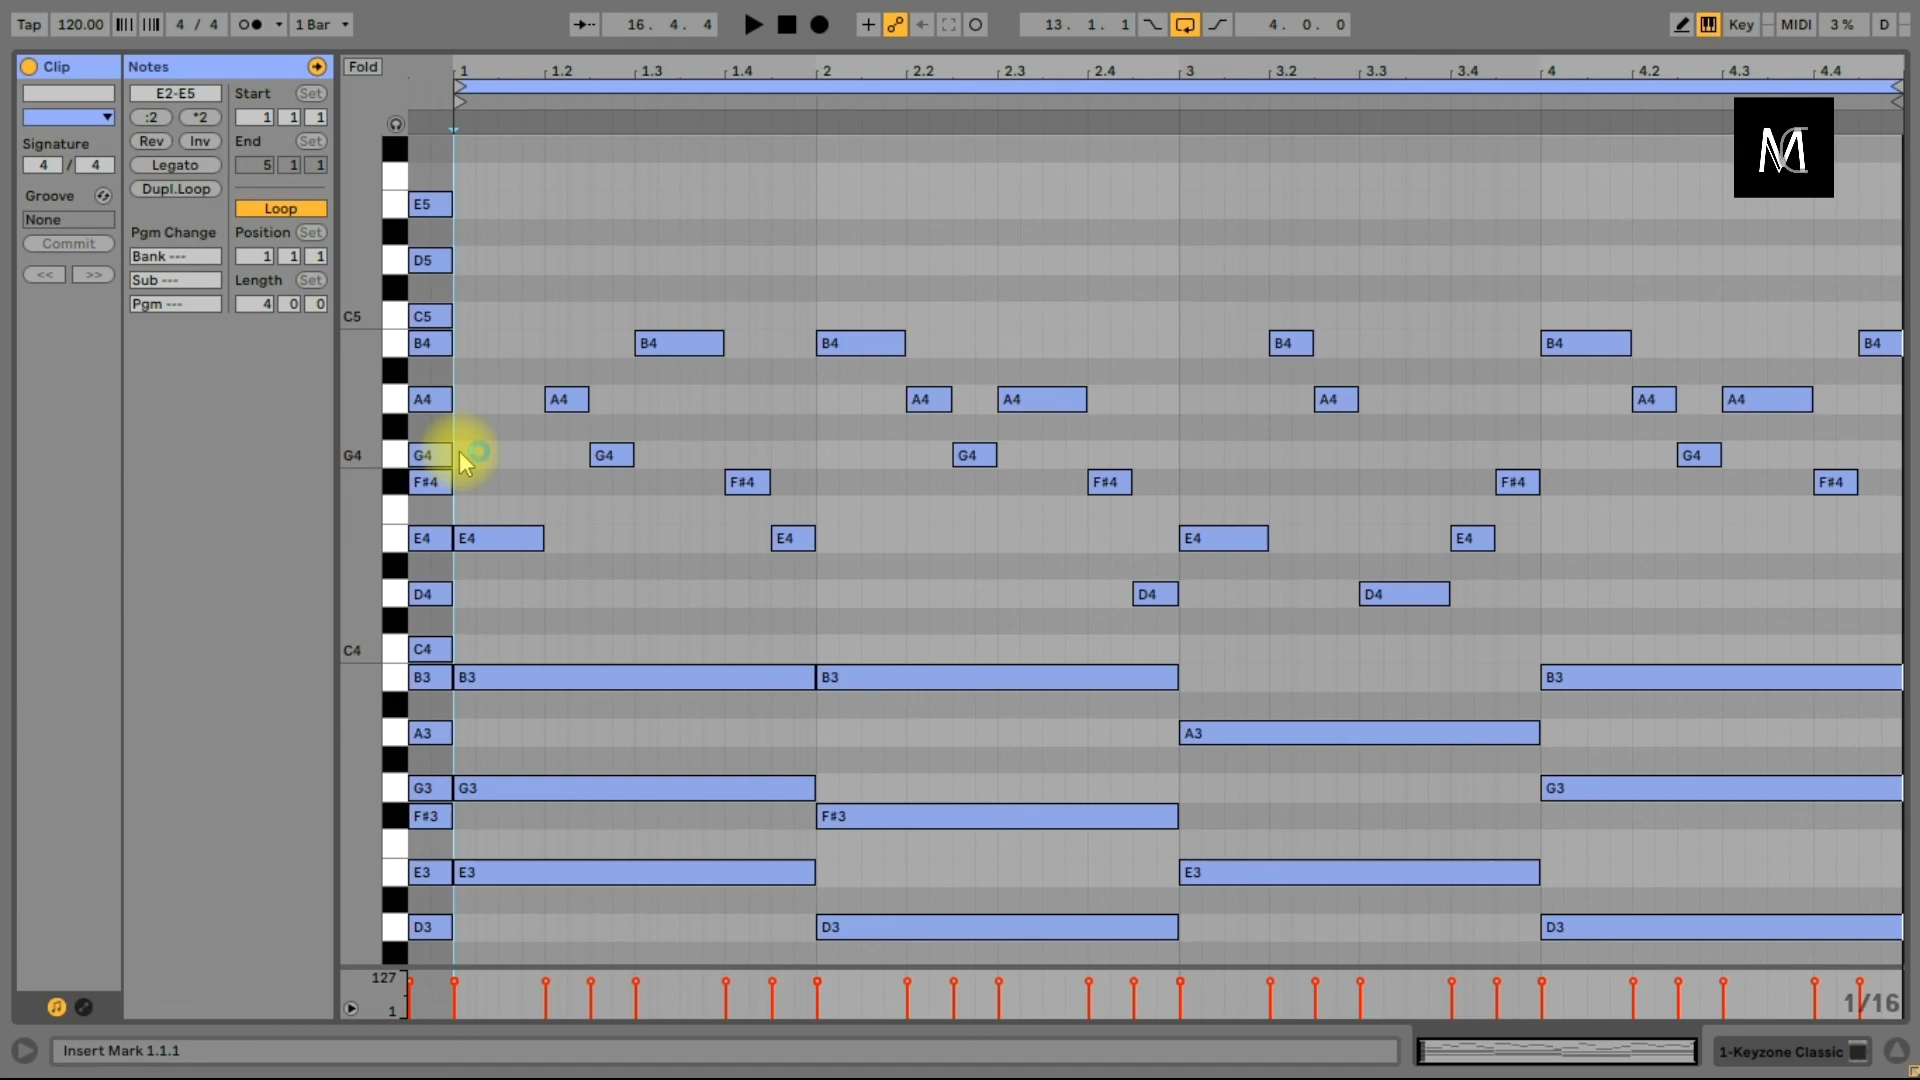 Tap 120.00 4 / 4 1 Bar 16. 4. 4 13. 1. 1 4. 0. 0 Key MIDI 3 % D
Clip Notes Fold 1 1.2 1.3 1.4 2 2.2 2.3 2.4 3 3.2 3.3 3.4 4 4.2 4.3 4.4
E2-E5 Start Set
:2 *2 1 1 1
Signature Rev Inv End Set
4 / 4 Legato 5 1 1
Groove Dupl.Loop
None Loop
Commit Pgm Change Position Set
Bank --- 1 1 1
<< >> Sub --- Length Set
Pgm --- 4 0 0
E5
D5
C5 C5
B4 B4 B4 B4 B4 B4
A4 A4 A4 A4 A4 A4 A4
G4 G4 G4 G4 G4
F#4 F#4 F#4 F#4 F#4
E4 E4 E4 E4 E4
D4 D4 D4
C4 C4
B3 B3 B3 B3
A3 A3
G3 G3 G3
F#3 F#3
E3 E3 E3
D3 D3 D3
127
1 1/16
Insert Mark 1.1.1 1-Keyzone Classic